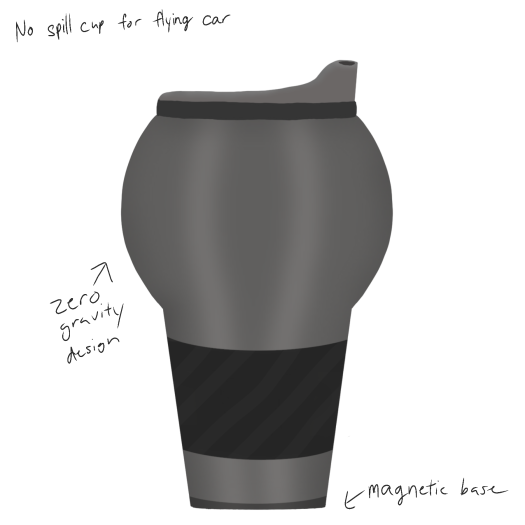 No spill cup for flying car
zero
gravity
design
magnetic base